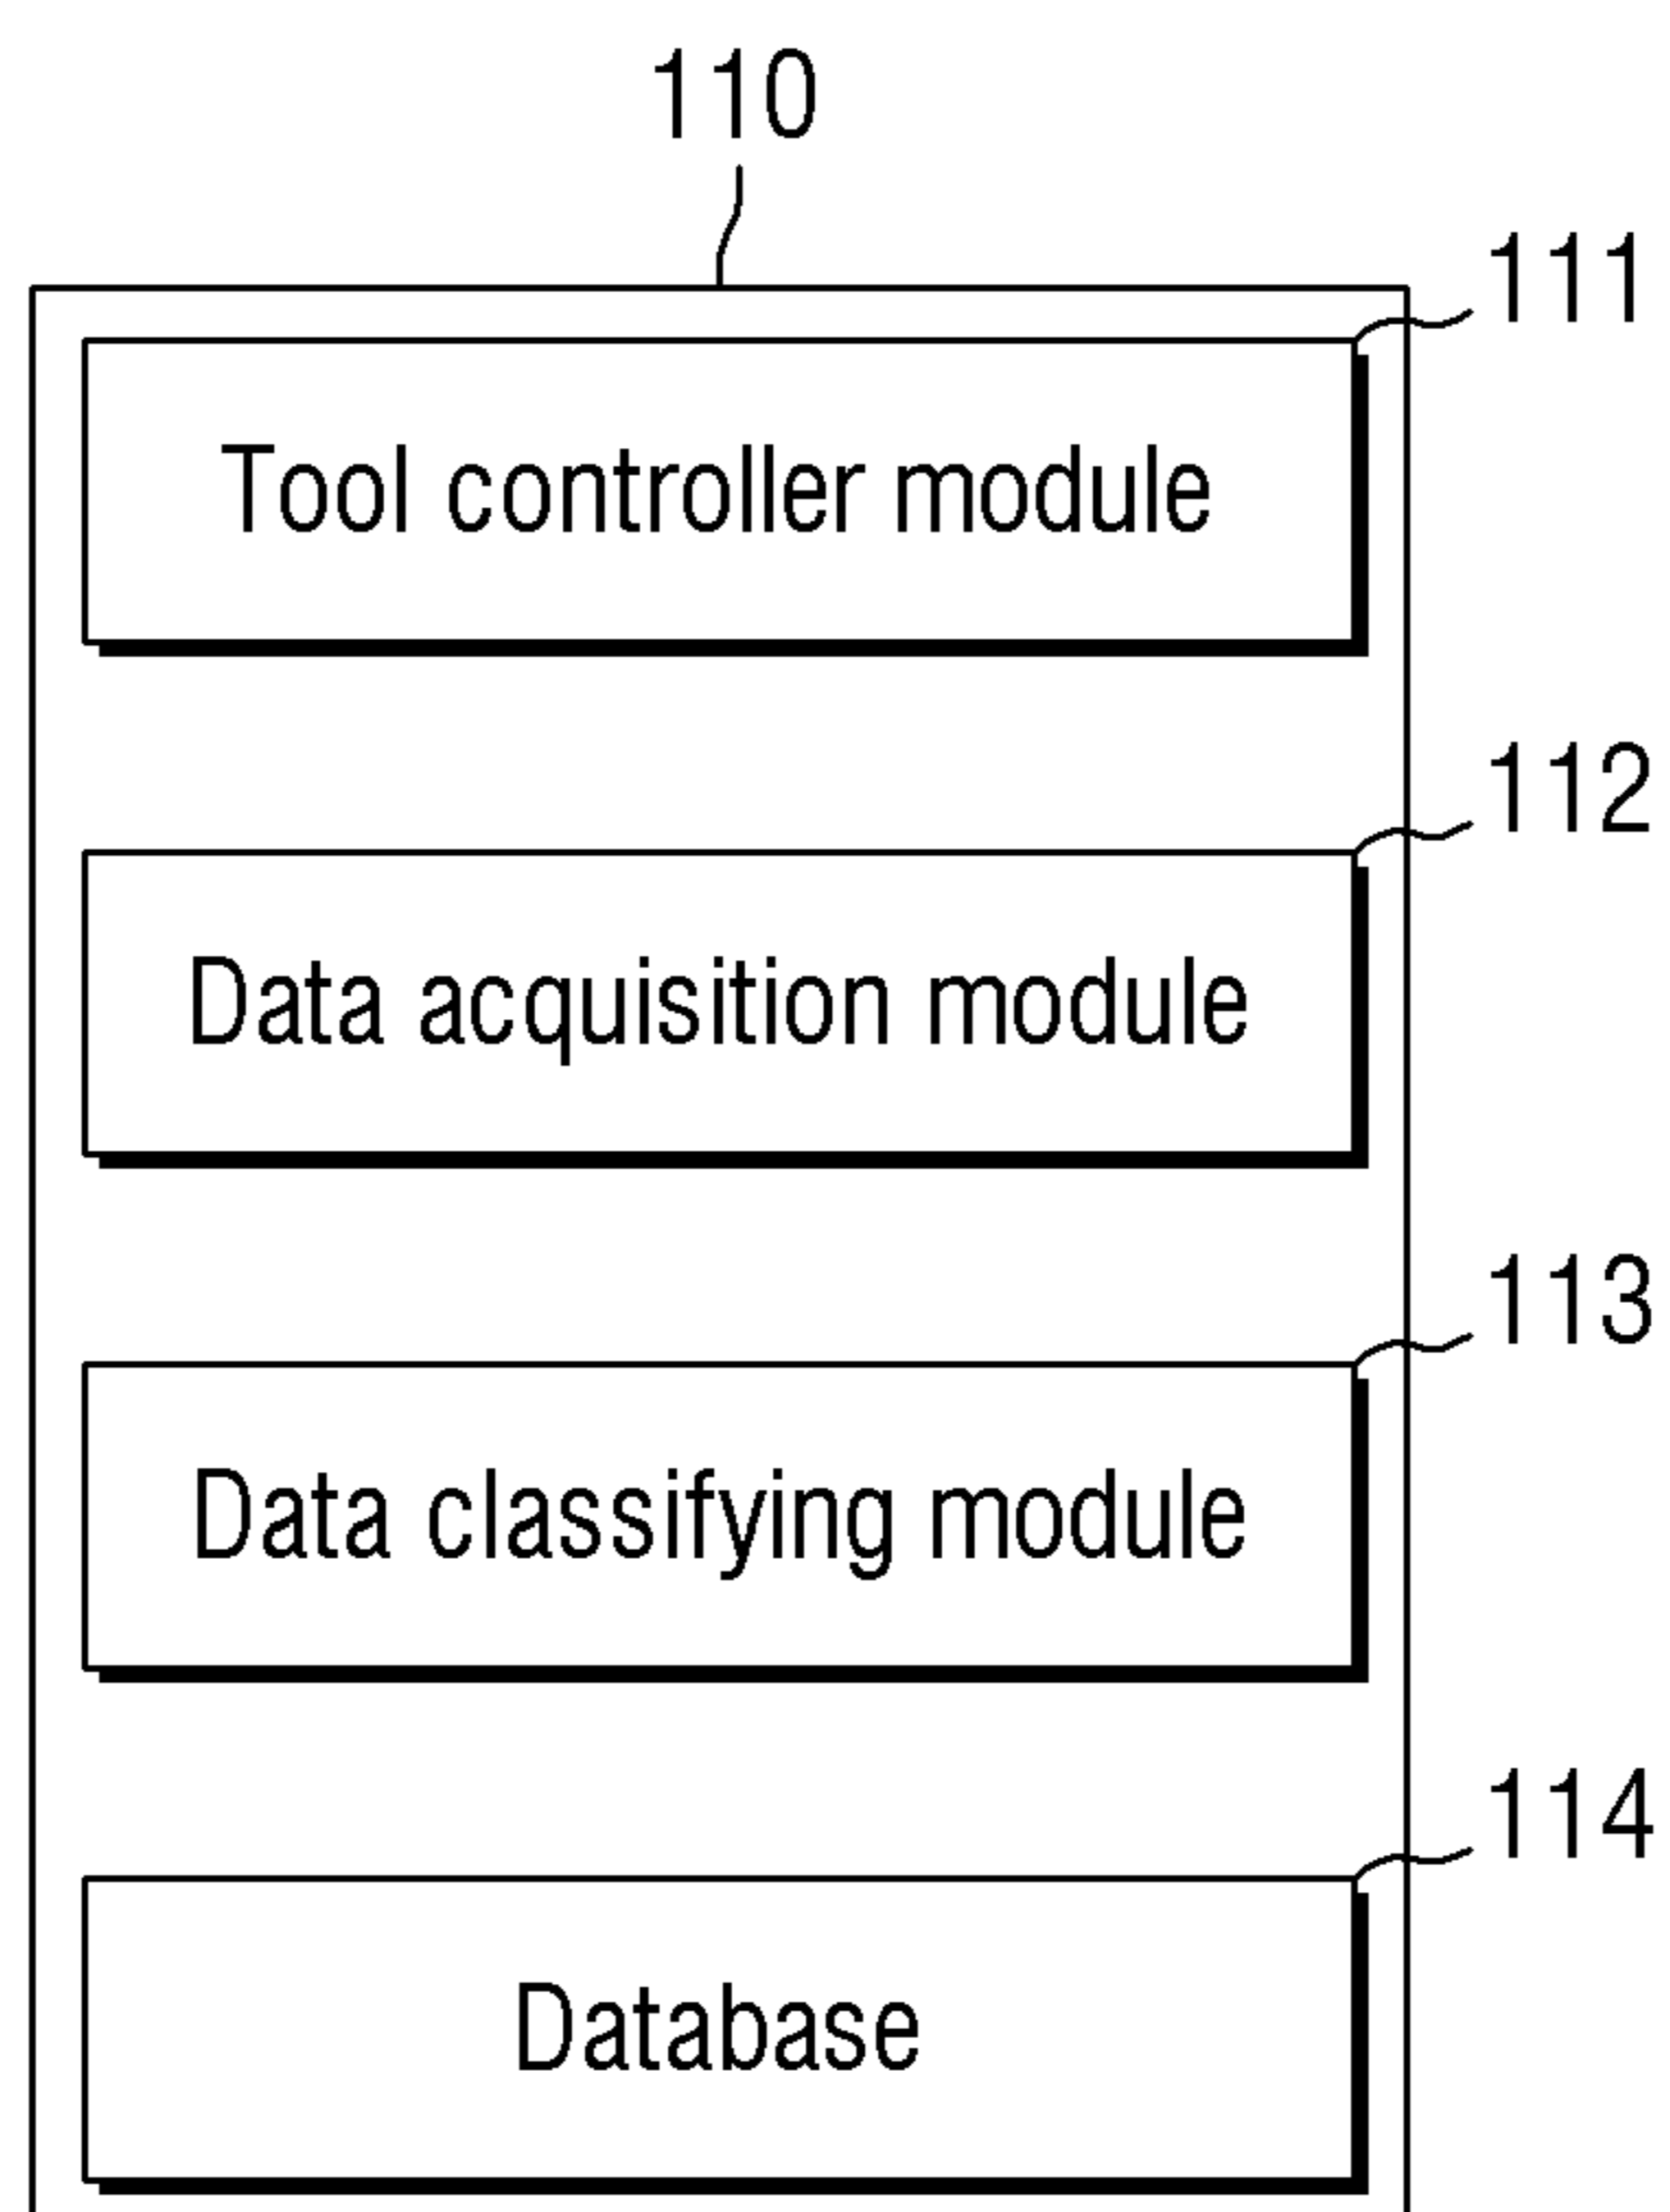 110
111
Tool controller module
112
Data acquisition module
113
Data classifying module
114
Database